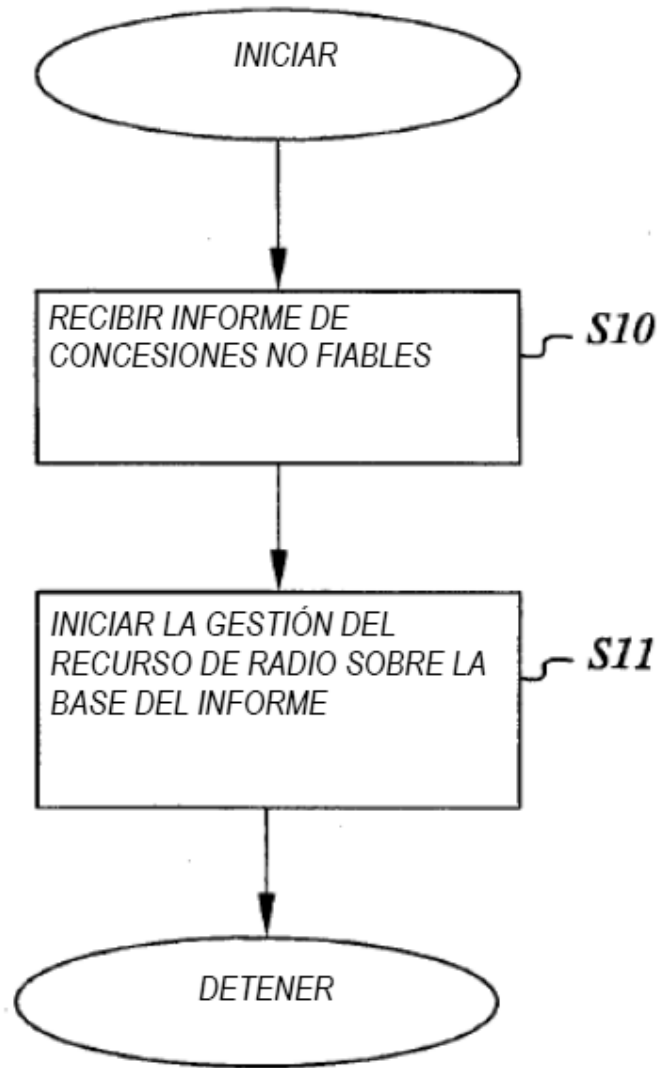 INICIAR
RECIBIR INFORME DE
CONCESIONES NO FIABLES
S10
INICIAR LA GESTIÓN DEL
RECURSO DE RADIO SOBRE LA
BASE DEL INFORME
S11
DETENER